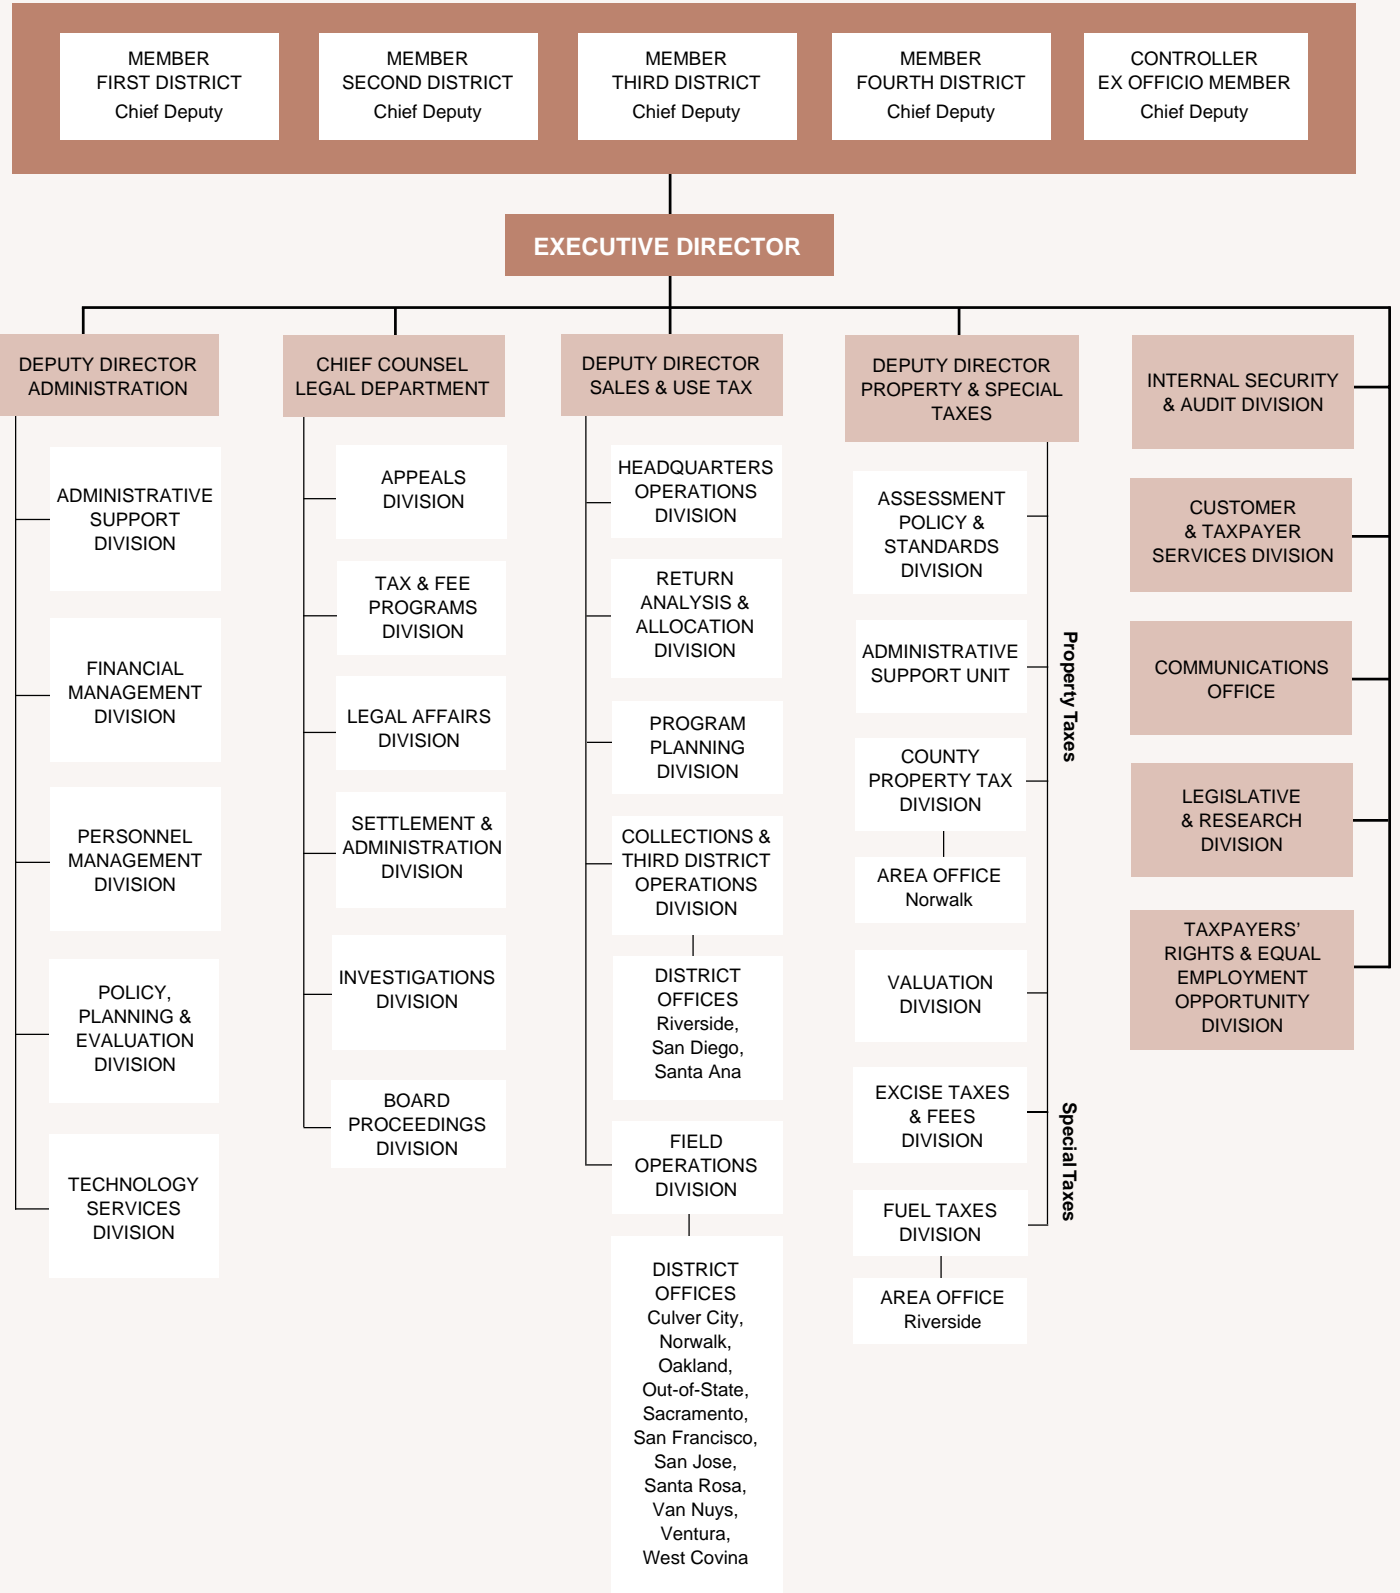 MEMBER
FIRST DISTRICT
Chief Deputy
MEMBER
SECOND DISTRICT
Chief Deputy
MEMBER
THIRD DISTRICT
Chief Deputy
MEMBER
FOURTH DISTRICT
Chief Deputy
CONTROLLER
EX OFFICIO MEMBER
Chief Deputy
EXECUTIVE DIRECTOR
DEPUTY DIRECTOR
ADMINISTRATION
ADMINISTRATIVE
SUPPORT
DIVISION
FINANCIAL
MANAGEMENT
DIVISION
PERSONNEL
MANAGEMENT
DIVISION
POLICY,
PLANNING &
EVALUATION
DIVISION
TECHNOLOGY
SERVICES
DIVISION
CHIEF COUNSEL
LEGAL DEPARTMENT
APPEALS
DIVISION
TAX & FEE
PROGRAMS
DIVISION
LEGAL AFFAIRS
DIVISION
SETTLEMENT &
ADMINISTRATION
DIVISION
INVESTIGATIONS
DIVISION
BOARD
PROCEEDINGS
DIVISION
DEPUTY DIRECTOR
SALES & USE TAX
HEADQUARTERS
OPERATIONS
DIVISION
RETURN
ANALYSIS &
ALLOCATION
DIVISION
PROGRAM
PLANNING
DIVISION
COLLECTIONS &
THIRD DISTRICT
OPERATIONS
DIVISION
DISTRICT
OFFICES
Riverside,
San Diego,
Santa Ana
FIELD
OPERATIONS
DIVISION
DISTRICT
OFFICES
Culver City,
Norwalk,
Oakland,
Out-of-State,
Sacramento,
San Francisco,
San Jose,
Santa Rosa,
Van Nuys,
Ventura,
West Covina
DEPUTY DIRECTOR
PROPERTY & SPECIAL
TAXES
Property Taxes
ASSESSMENT
POLICY &
STANDARDS
DIVISION
ADMINISTRATIVE
SUPPORT UNIT
COUNTY
PROPERTY TAX
DIVISION
AREA OFFICE
Norwalk
VALUATION
DIVISION
Special Taxes
EXCISE TAXES
& FEES
DIVISION
FUEL TAXES
DIVISION
AREA OFFICE
Riverside
INTERNAL SECURITY
& AUDIT DIVISION
CUSTOMER
& TAXPAYER
SERVICES DIVISION
COMMUNICATIONS
OFFICE
LEGISLATIVE
& RESEARCH
DIVISION
TAXPAYERS’
RIGHTS & EQUAL
EMPLOYMENT
OPPORTUNITY
DIVISION